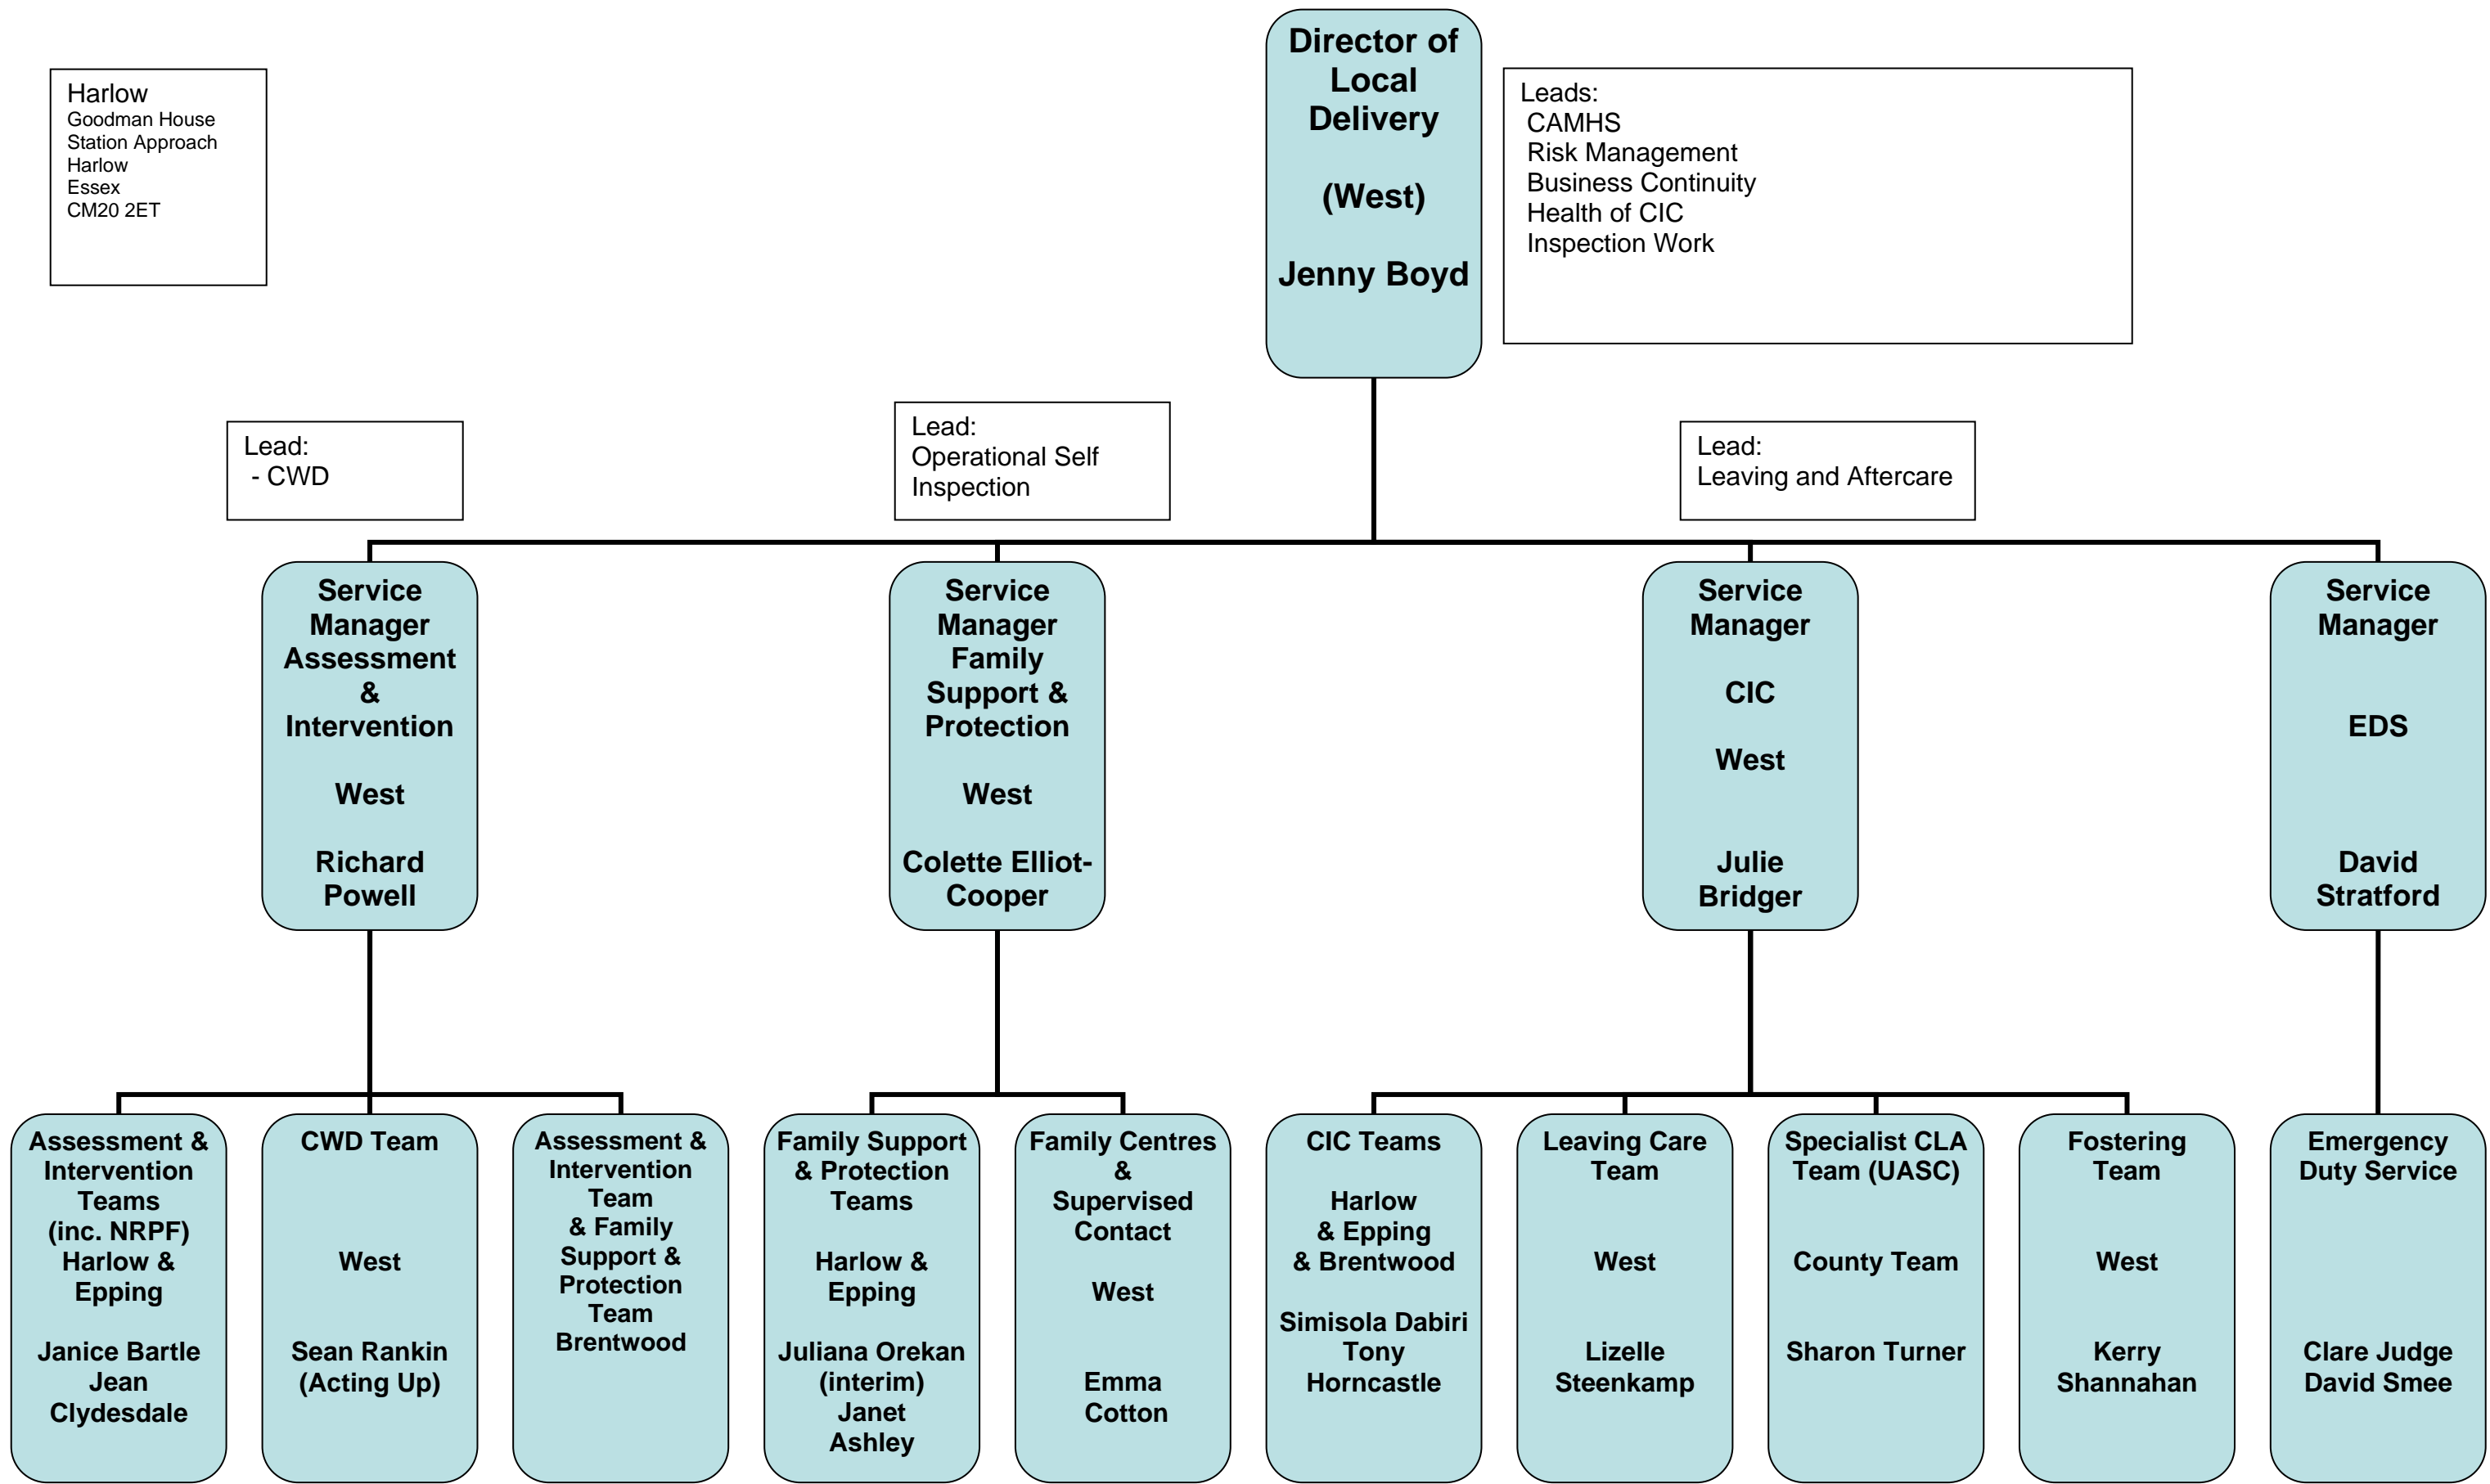 Harlow
Goodman House
Station Approach
Harlow
Essex
CM20 2ET
Director of
Local
Delivery
(West)
Jenny Boyd
Leads:
CAMHS
Risk Management
Business Continuity
Health of CIC
Inspection Work
Lead:
- CWD
Lead:
Operational Self
Inspection
Lead:
Leaving and Aftercare
Service
Manager
Assessment
&
Intervention
West
Richard
Powell
Service
Manager
Family
Support &
Protection
West
Colette Elliot-
Cooper
Service
Manager
CIC
West
Julie
Bridger
Service
Manager
EDS
David
Stratford
Assessment &
Intervention
Teams
(inc. NRPF)
Harlow &
Epping
Janice Bartle
Jean
Clydesdale
CWD Team
West
Sean Rankin
(Acting Up)
Assessment &
Intervention
Team
& Family
Support &
Protection
Team
Brentwood
Family Support
& Protection
Teams
Harlow &
Epping
Juliana Orekan
(interim)
Janet
Ashley
Family Centres
&
Supervised
Contact
West
Emma
Cotton
CIC Teams
Harlow
& Epping
& Brentwood
Simisola Dabiri
Tony
Horncastle
Leaving Care
Team
West
Lizelle
Steenkamp
Specialist CLA
Team (UASC)
County Team
Sharon Turner
Fostering
Team
West
Kerry
Shannahan
Emergency
Duty Service
Clare Judge
David Smee